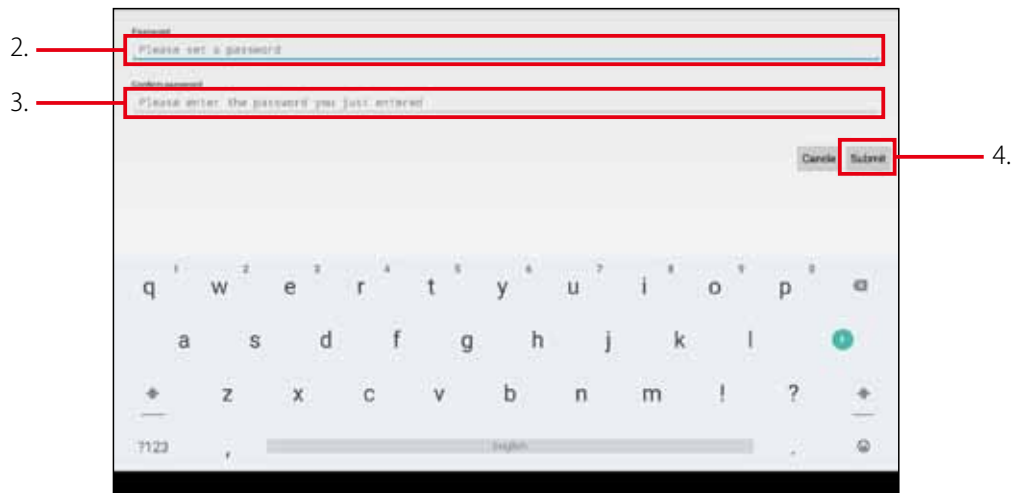 Password
2. Please set a password
Confirm password
3. Please enter the password you just entered
Cancle Submit 4.
1 2 3 4 5 6 7 8 9 0
q w e r t y u i o p
a s d f g h j k l
z x c v b n m ! ?
?123 , English .